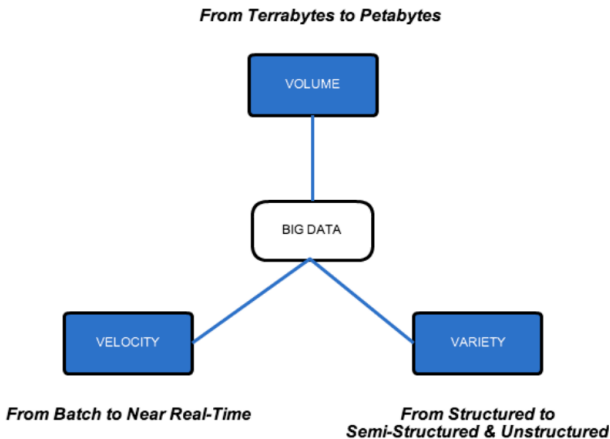 From Terrabytes to Petabytes
VOLUME
BIG DATA
VELOCITY
VARIETY
From Batch to Near Real-Time
From Structured to
Semi-Structured & Unstructured